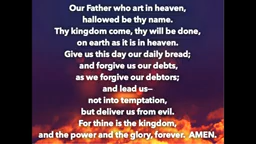 Our Father who art in heaven,
hallowed be thy name.
Thy kingdom come, thy will be done,
on earth as it is in heaven.
Give us this day our daily bread;
and forgive us our debts,
as we forgive our debtors;
and lead us—
not into temptation,
but deliver us from evil.
For thine is the kingdom,
and the power and the glory, forever. AMEN.